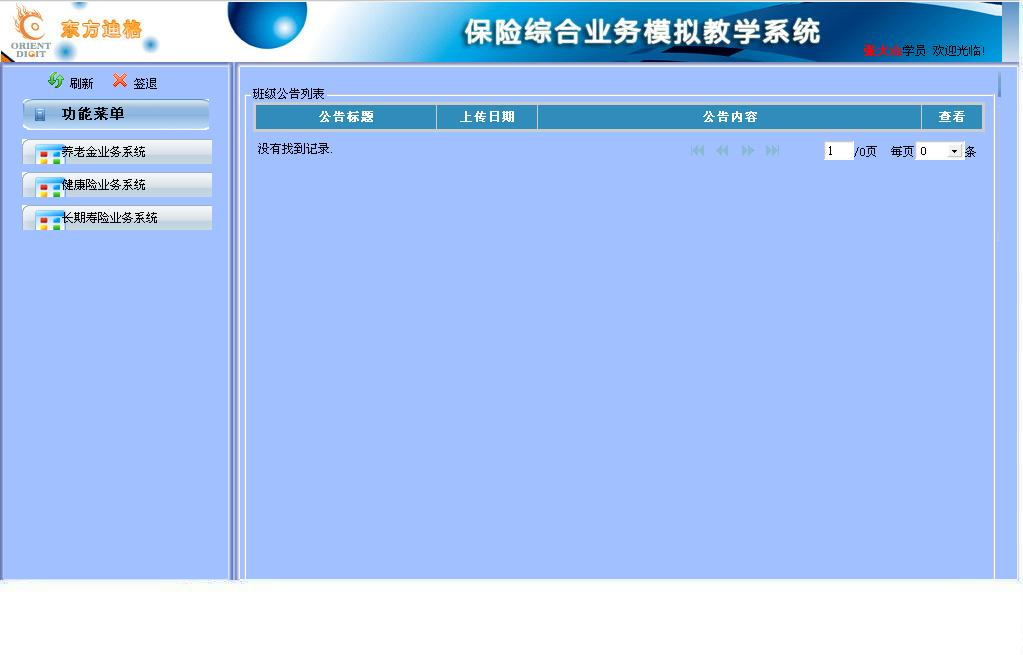 东方迪格
ORIENT
DIGIT
保险综合业务模拟教学系统
张大山学员 欢迎光临!
刷新 签退
功能菜单
养老金业务系统
健康险业务系统
长期寿险业务系统
班级公告列表
公告标题 上传日期 公告内容 查看
没有找到记录. 1 /0页 每页 0 条